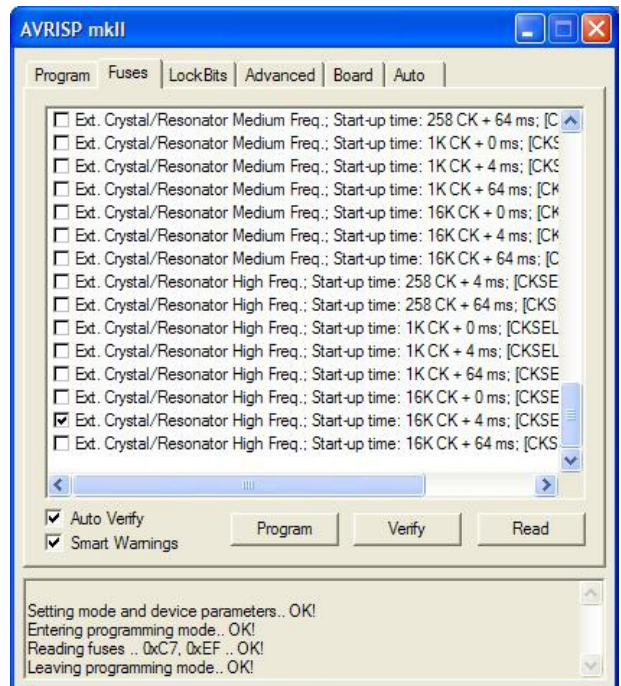 AVRISP mkII
Program Fuses LockBits Advanced Board Auto
Ext. Crystal/Resonator Medium Freq.; Start-up time: 258 CK + 64 ms; [C
Ext. Crystal/Resonator Medium Freq.; Start-up time: 1K CK + 0 ms; [CKS
Ext. Crystal/Resonator Medium Freq.; Start-up time: 1K CK + 4 ms; [CKS
Ext. Crystal/Resonator Medium Freq.; Start-up time: 1K CK + 64 ms; [CK
Ext. Crystal/Resonator Medium Freq.; Start-up time: 16K CK + 0 ms; [CK
Ext. Crystal/Resonator Medium Freq.; Start-up time: 16K CK + 4 ms; [CK
Ext. Crystal/Resonator Medium Freq.; Start-up time: 16K CK + 64 ms; [C
Ext. Crystal/Resonator High Freq.; Start-up time: 258 CK + 4 ms; [CKSE
Ext. Crystal/Resonator High Freq.; Start-up time: 258 CK + 64 ms; [CKS
Ext. Crystal/Resonator High Freq.; Start-up time: 1K CK + 0 ms; [CKSEL
Ext. Crystal/Resonator High Freq.; Start-up time: 1K CK + 4 ms; [CKSEL
Ext. Crystal/Resonator High Freq.; Start-up time: 1K CK + 64 ms; [CKSE
Ext. Crystal/Resonator High Freq.; Start-up time: 16K CK + 0 ms; [CKSE
Ext. Crystal/Resonator High Freq.; Start-up time: 16K CK + 4 ms; [CKSE
Ext. Crystal/Resonator High Freq.; Start-up time: 16K CK + 64 ms; [CKS
Auto Verify
Smart Warnings
Program Verify Read
Setting mode and device parameters.. OK!
Entering programming mode.. OK!
Reading fuses .. 0xC7, 0xEF .. OK!
Leaving programming mode.. OK!